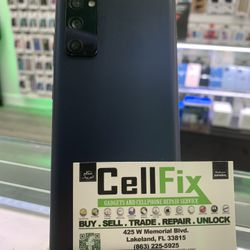 CellFix
GADGETS AND CELLPHONE REPAIR SERVICE
BUY . SELL . TRADE . REPAIR . UNLOCK
425 W Memorial Blvd.
Lakeland, FL 33815
(863) 225-5925